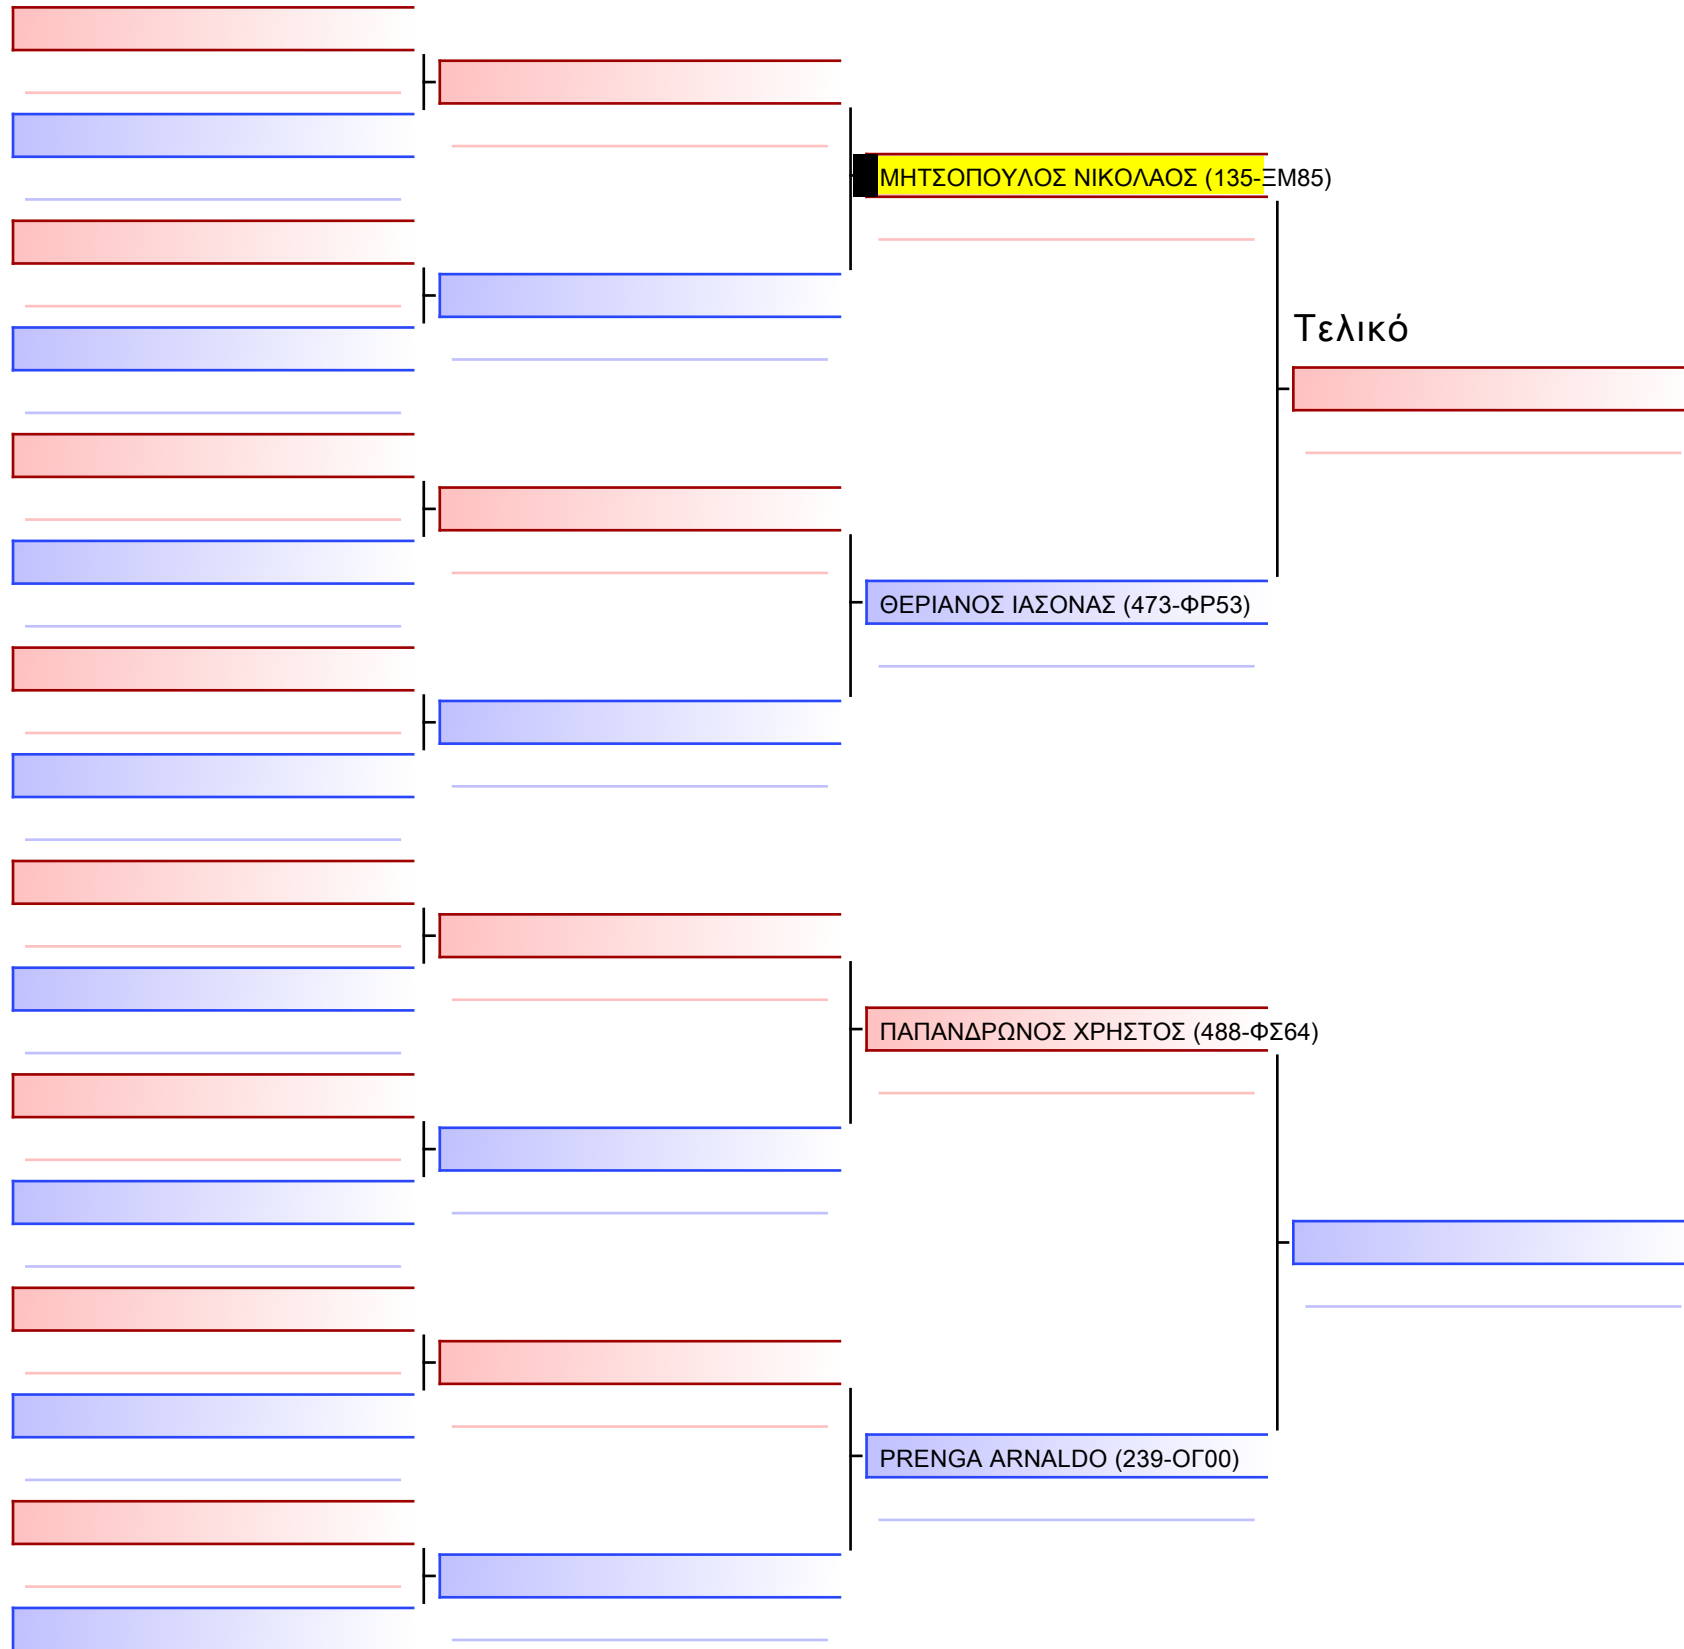 ΜΗΤΣΟΠΟΥΛΟΣ ΝΙΚΟΛΑΟΣ (135-ΞΜ85)
Τελικό
ΘΕΡΙΑΝΟΣ ΙΑΣΟΝΑΣ (473-ΦΡ53)
ΠΑΠΑΝΔΡΩΝΟΣ ΧΡΗΣΤΟΣ (488-ΦΣ64)
PRENGA ARNALDO (239-ΟΓ00)